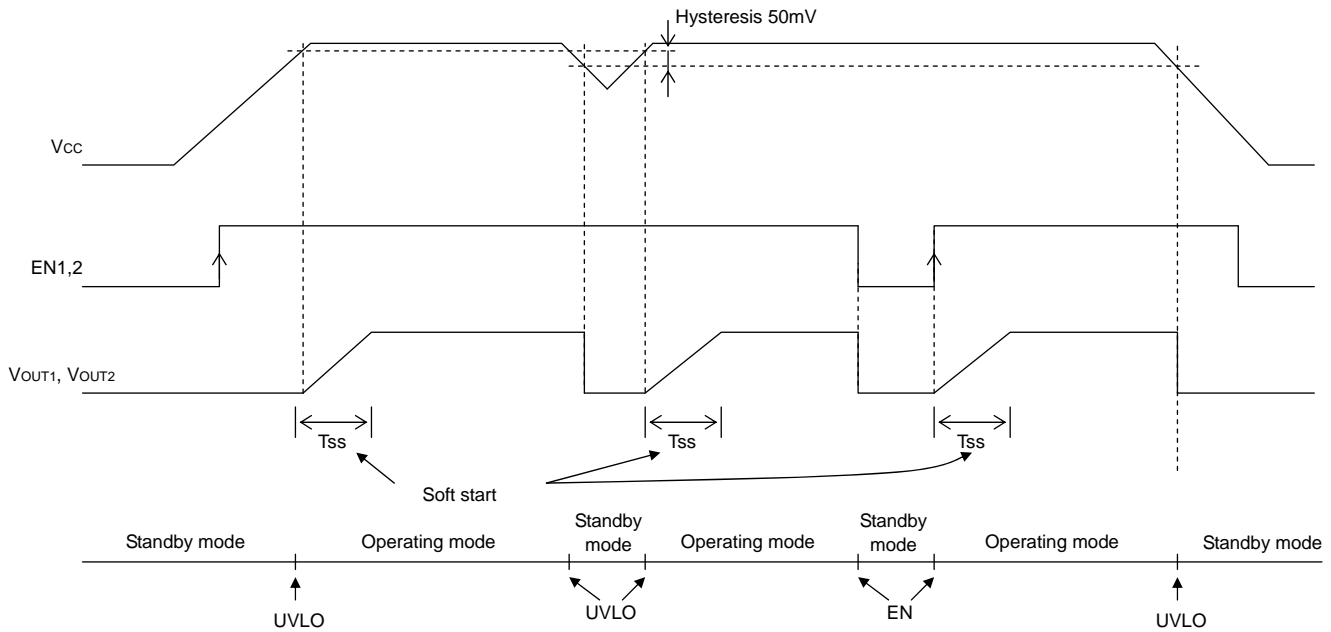 Hysteresis 50mV
VCC
EN1,2
VOUT1, VOUT2
Tss
Tss
Tss
Soft start
Standby mode
Operating mode
Standby
mode
Operating mode
Standby
mode
Operating mode
Standby mode
UVLO
UVLO
EN
UVLO